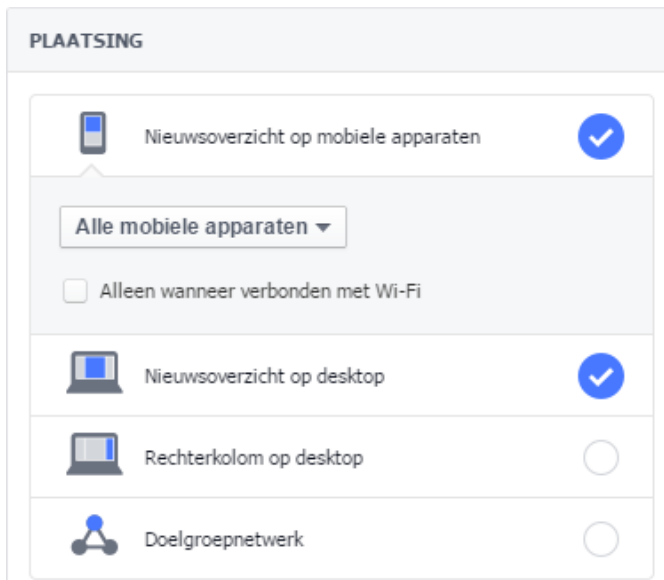 PLAATSING
Nieuwsoverzicht op mobiele apparaten
Alle mobiele apparaten
Alleen wanneer verbonden met Wi-Fi
Nieuwsoverzicht op desktop
Rechterkolom op desktop
Doelgroepnetwerk